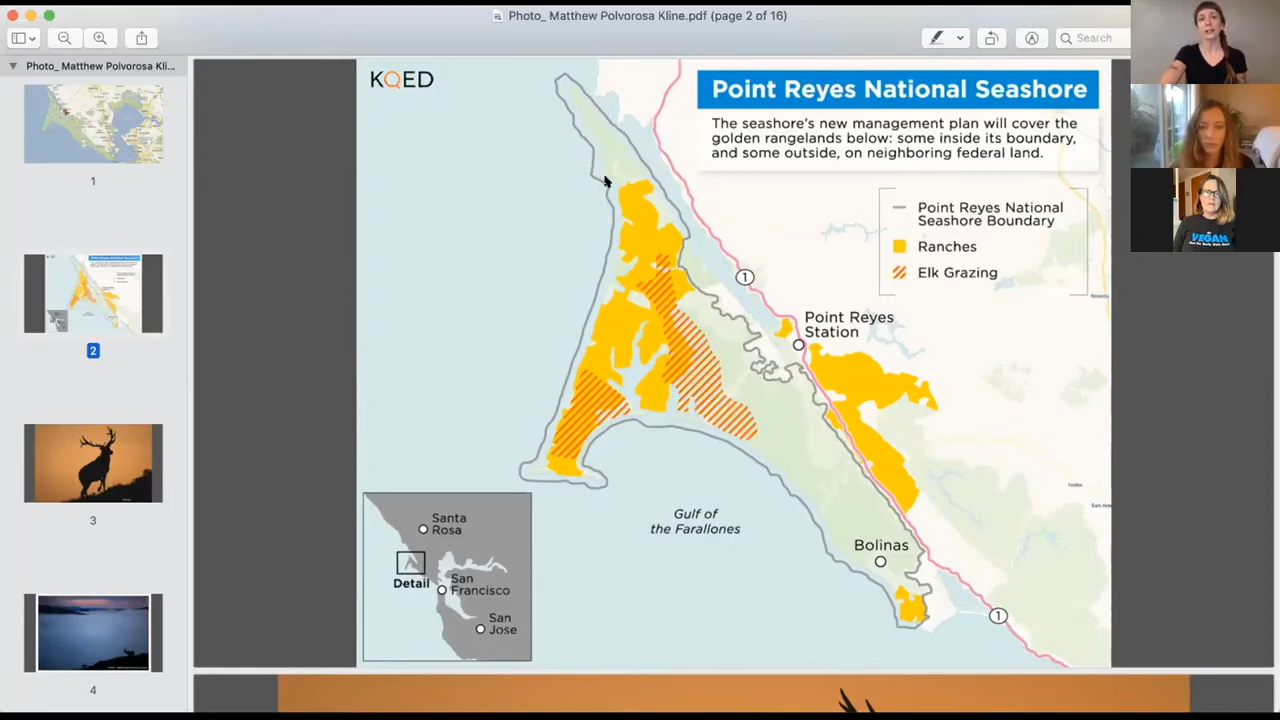 Photo_ Matthew Polvorosa Kline.pdf (page 2 of 16)
Search
Photo_ Matthew Polvorosa Kli...
1
2
3
4
KQED
Point Reyes National Seashore
The seashore's new management plan will cover the
golden rangelands below: some inside its boundary,
and some outside, on neighboring federal land.
Point Reyes National
Seashore Boundary
Ranches
Elk Grazing
1
Point Reyes
Station
Gulf of
the Farallones
Bolinas
1
Santa
Rosa
Detail
San
Francisco
San
Jose
VEGAN